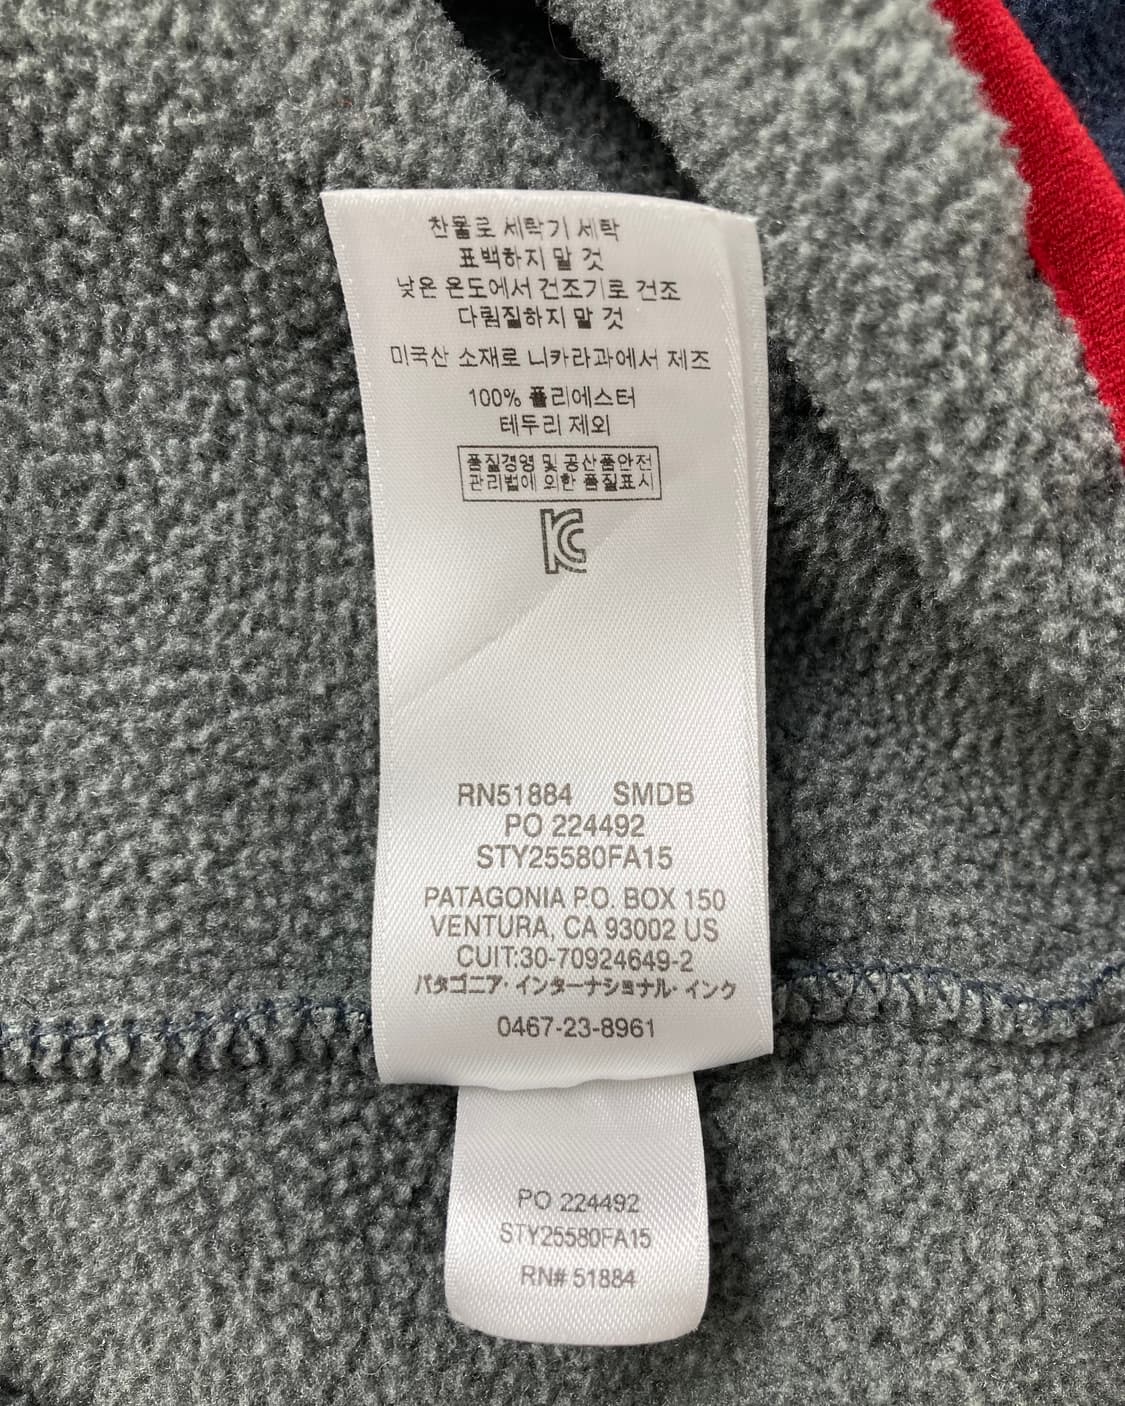 찬물로 세탁기 세탁
표백하지 말 것
낮은 온도에서 건조기로 건조
다림질하지 말 것
미국산 소재로 니카라과에서 제조
100% 폴리에스터
테두리 제외
품질경영 및 공산품안전
관리법에 의한 품질표시
KC
RN51884 SMDB
PO 224492
STY25580FA15
PATAGONIA P.O. BOX 150
VENTURA, CA 93002 US
CUIT:30-70924649-2
パタゴニア・インターナショナル・インク
0467-23-8961
PO 224492
STY25580FA15
RN# 51884